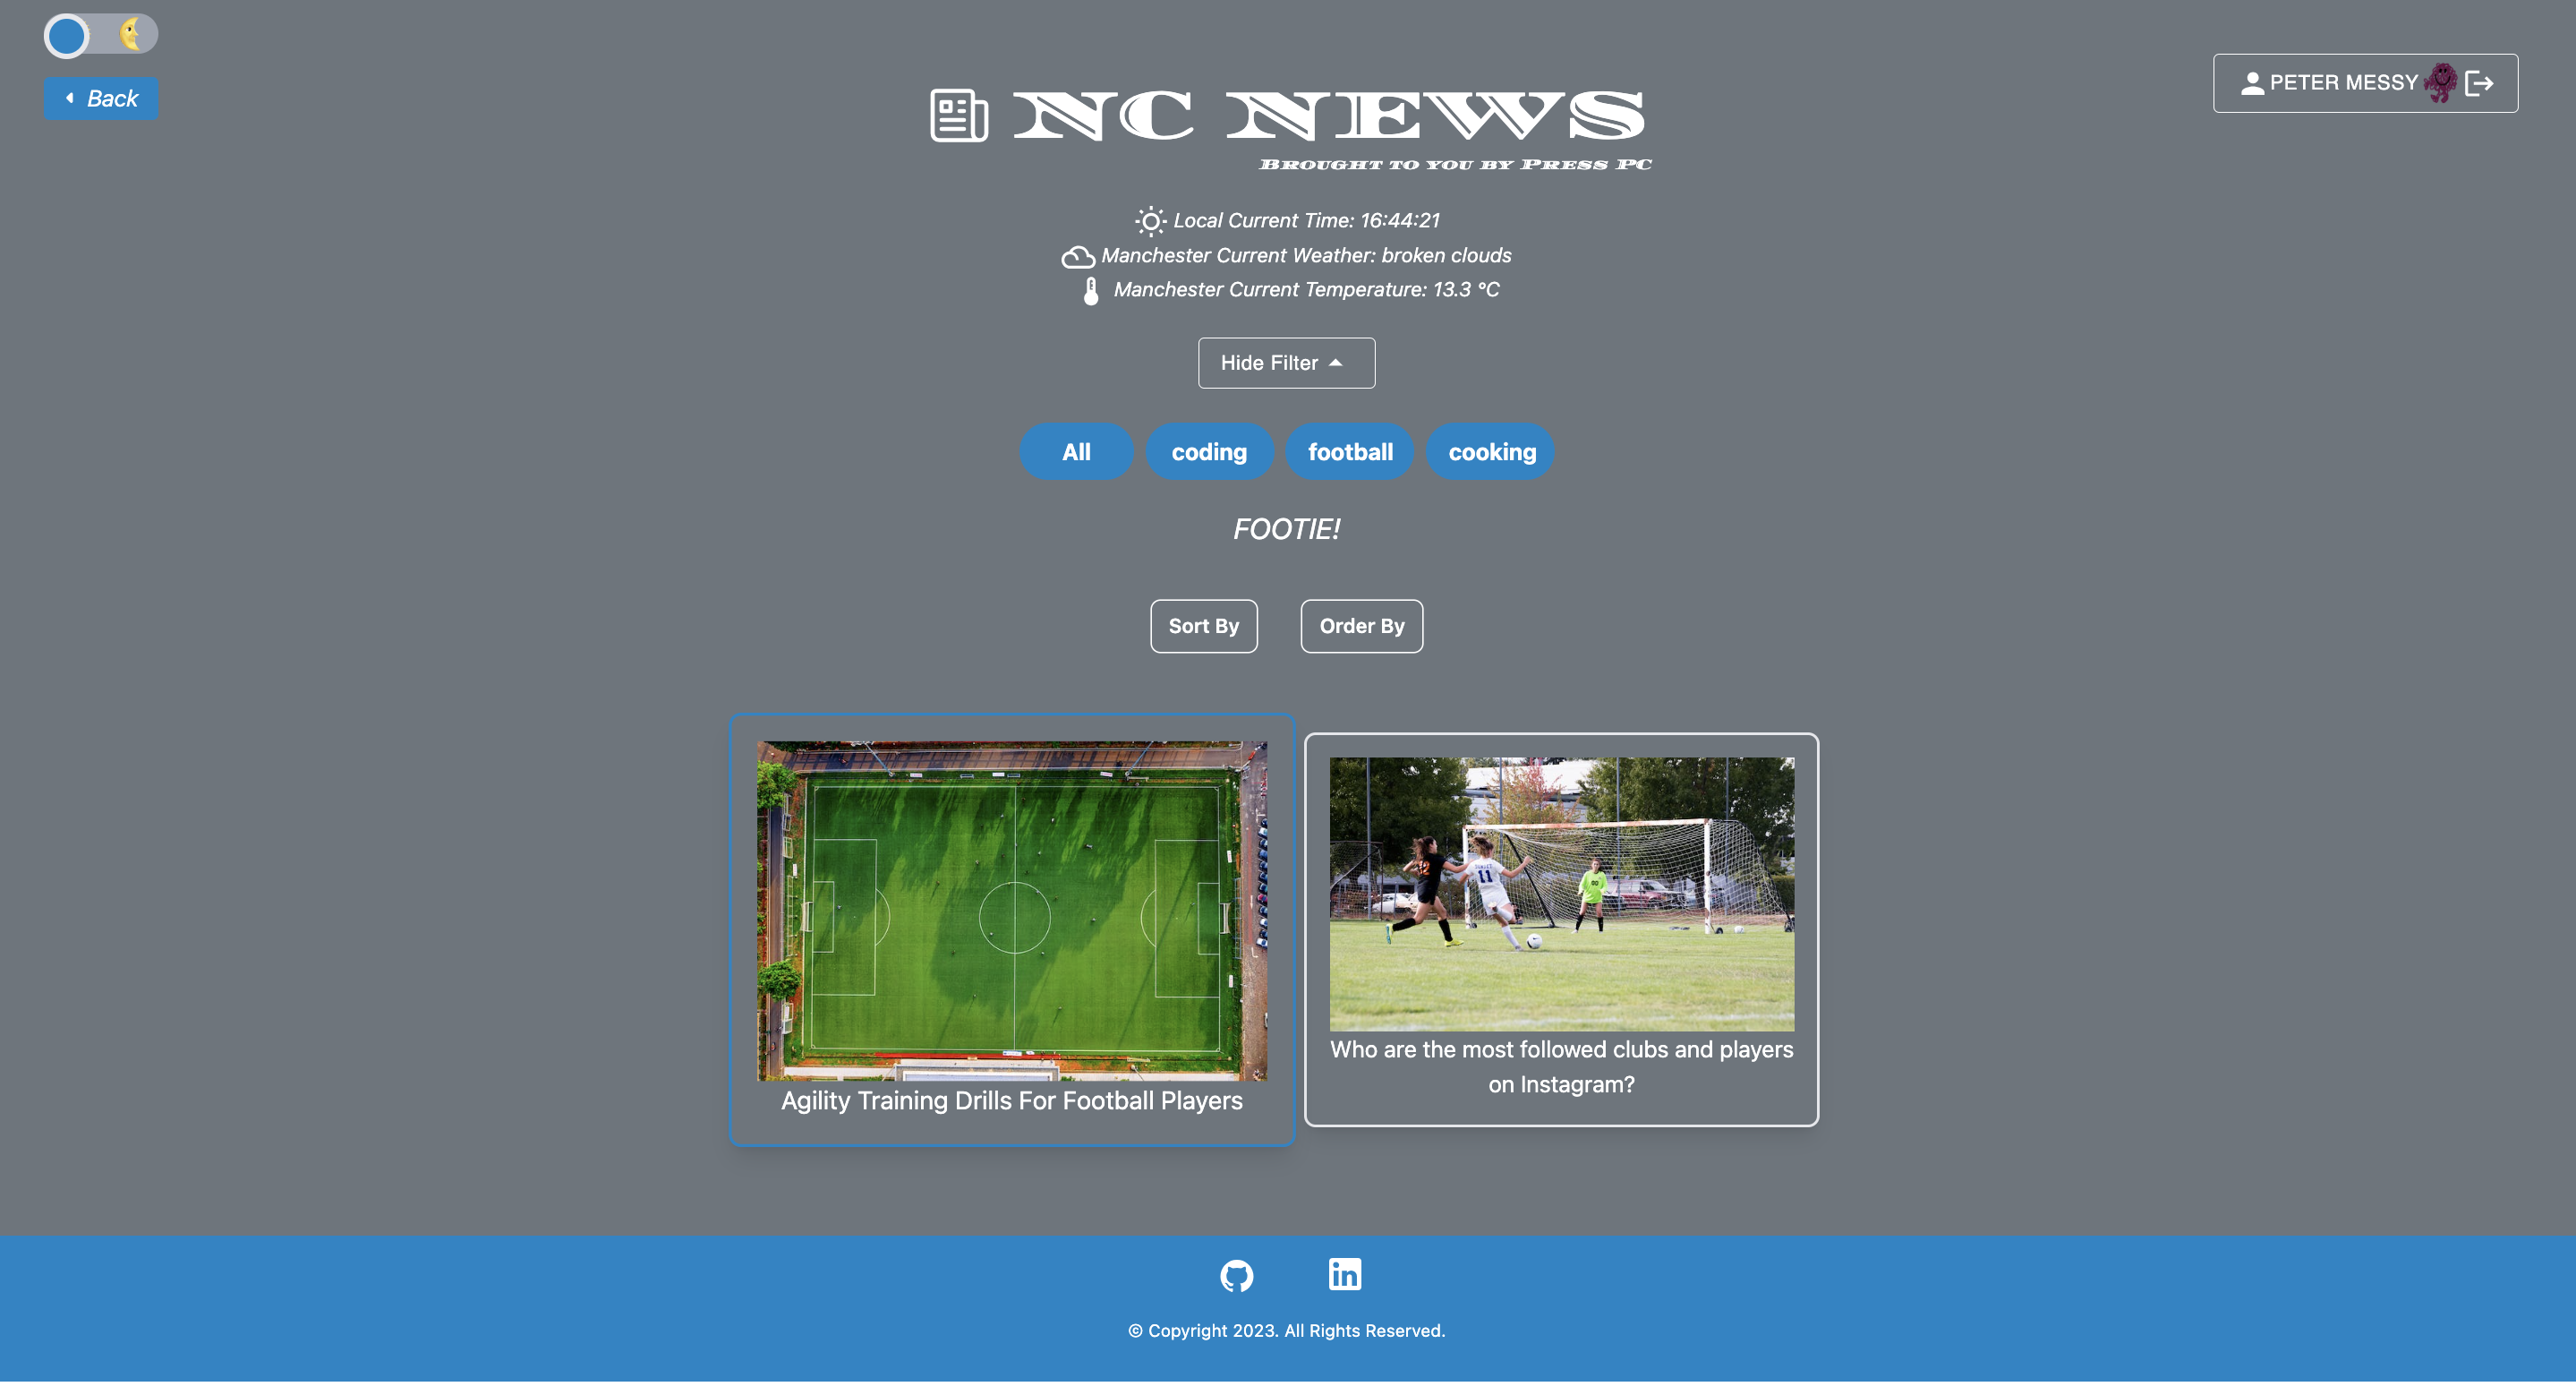 Back
PETER MESSY
NC NEWS
Brought to you by Press PC
Local Current Time: 16:44:21
Manchester Current Weather: broken clouds
Manchester Current Temperature: 13.3 °C
Hide Filter
All coding football cooking
FOOTIE!
Sort By Order By
11
Agility Training Drills For Football Players
Who are the most followed clubs and players
on Instagram?
in
© Copyright 2023. All Rights Reserved.